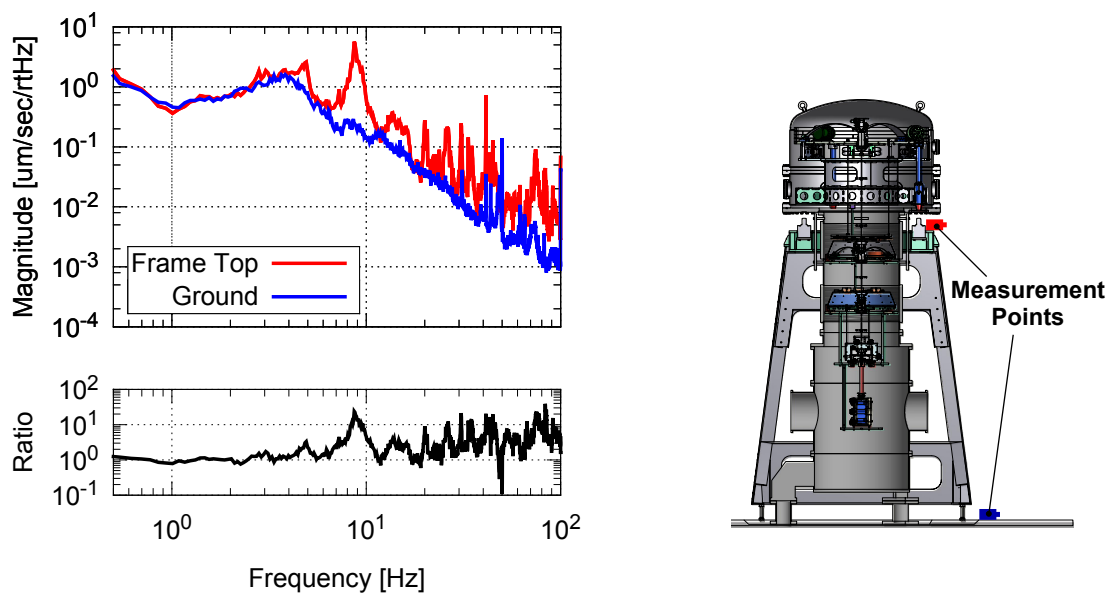 10^1
10^0
10^-1
10^-2
10^-3
10^-4
Magnitude [um/sec/rtHz]
Frame Top
Ground
10^2
10^1
10^0
10^-1
Ratio
10^0
10^1
10^2
Frequency [Hz]
Measurement
Points